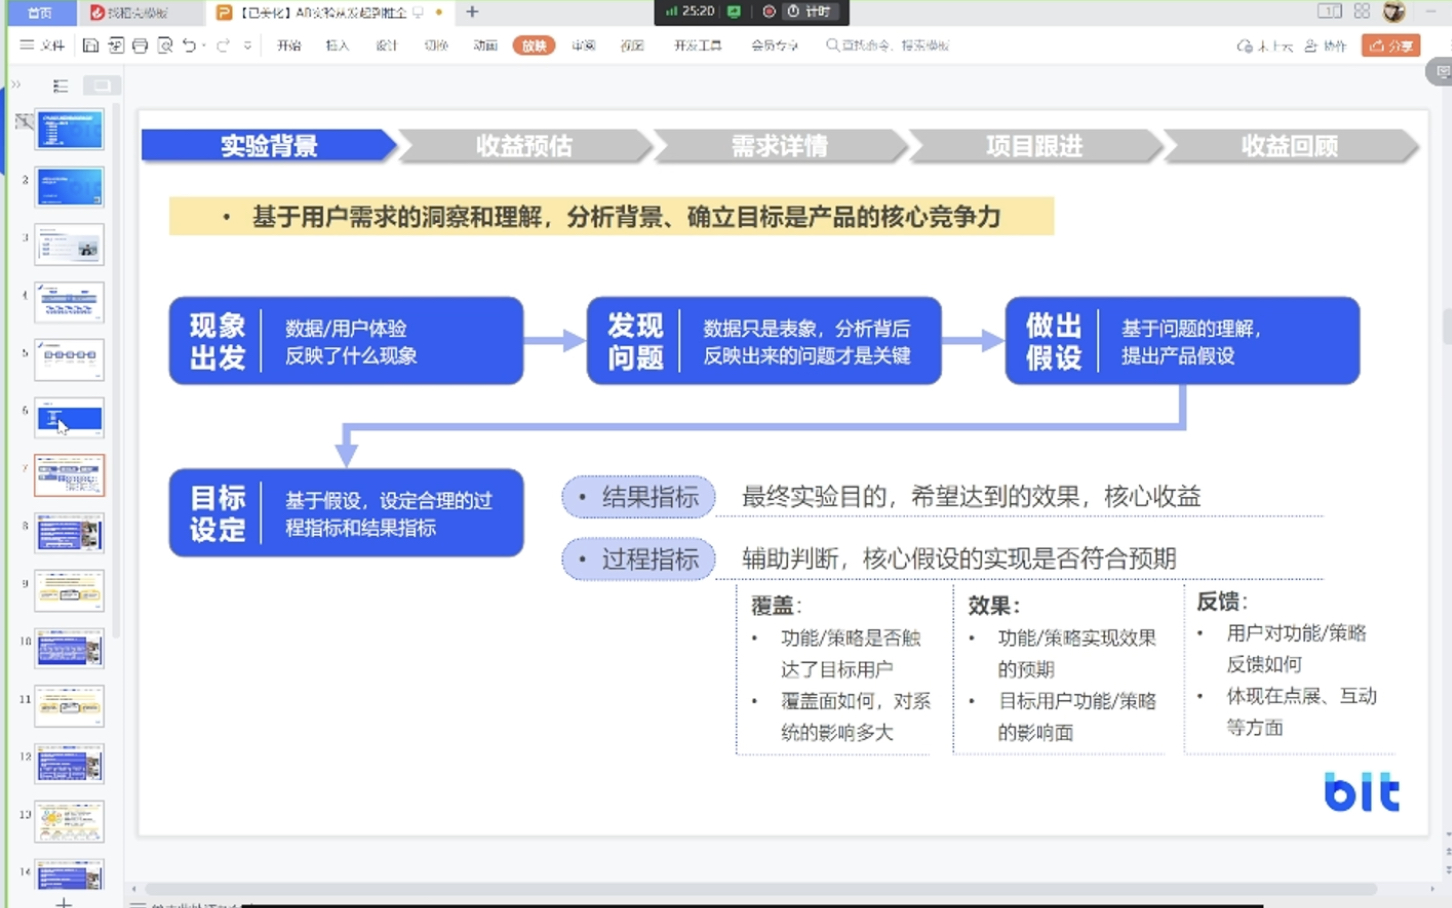 首页
找稻壳模板
【已美化】AB实验从发起到推全
25:20
计时
文件
开始
插入
设计
切换
动画
放映
审阅
视图
开发工具
会员专享
查找命令、搜索模板
未上云
协作
分享
实验背景
收益预估
需求详情
项目跟进
收益回顾
• 基于用户需求的洞察和理解，分析背景、确立目标是产品的核心竞争力
现象
出发
数据/用户体验
反映了什么现象
发现
问题
数据只是表象，分析背后
反映出来的问题才是关键
做出
假设
基于问题的理解，
提出产品假设
目标
设定
基于假设，设定合理的过
程指标和结果指标
• 结果指标
最终实验目的，希望达到的效果，核心收益
• 过程指标
辅助判断，核心假设的实现是否符合预期
覆盖：
• 功能/策略是否触
达了目标用户
• 覆盖面如何，对系
统的影响多大
效果：
• 功能/策略实现效果
的预期
• 目标用户功能/策略
的影响面
反馈：
• 用户对功能/策略
反馈如何
• 体现在点展、互动
等方面
bit
2
3
4
5
6
7
8
9
10
11
12
13
14